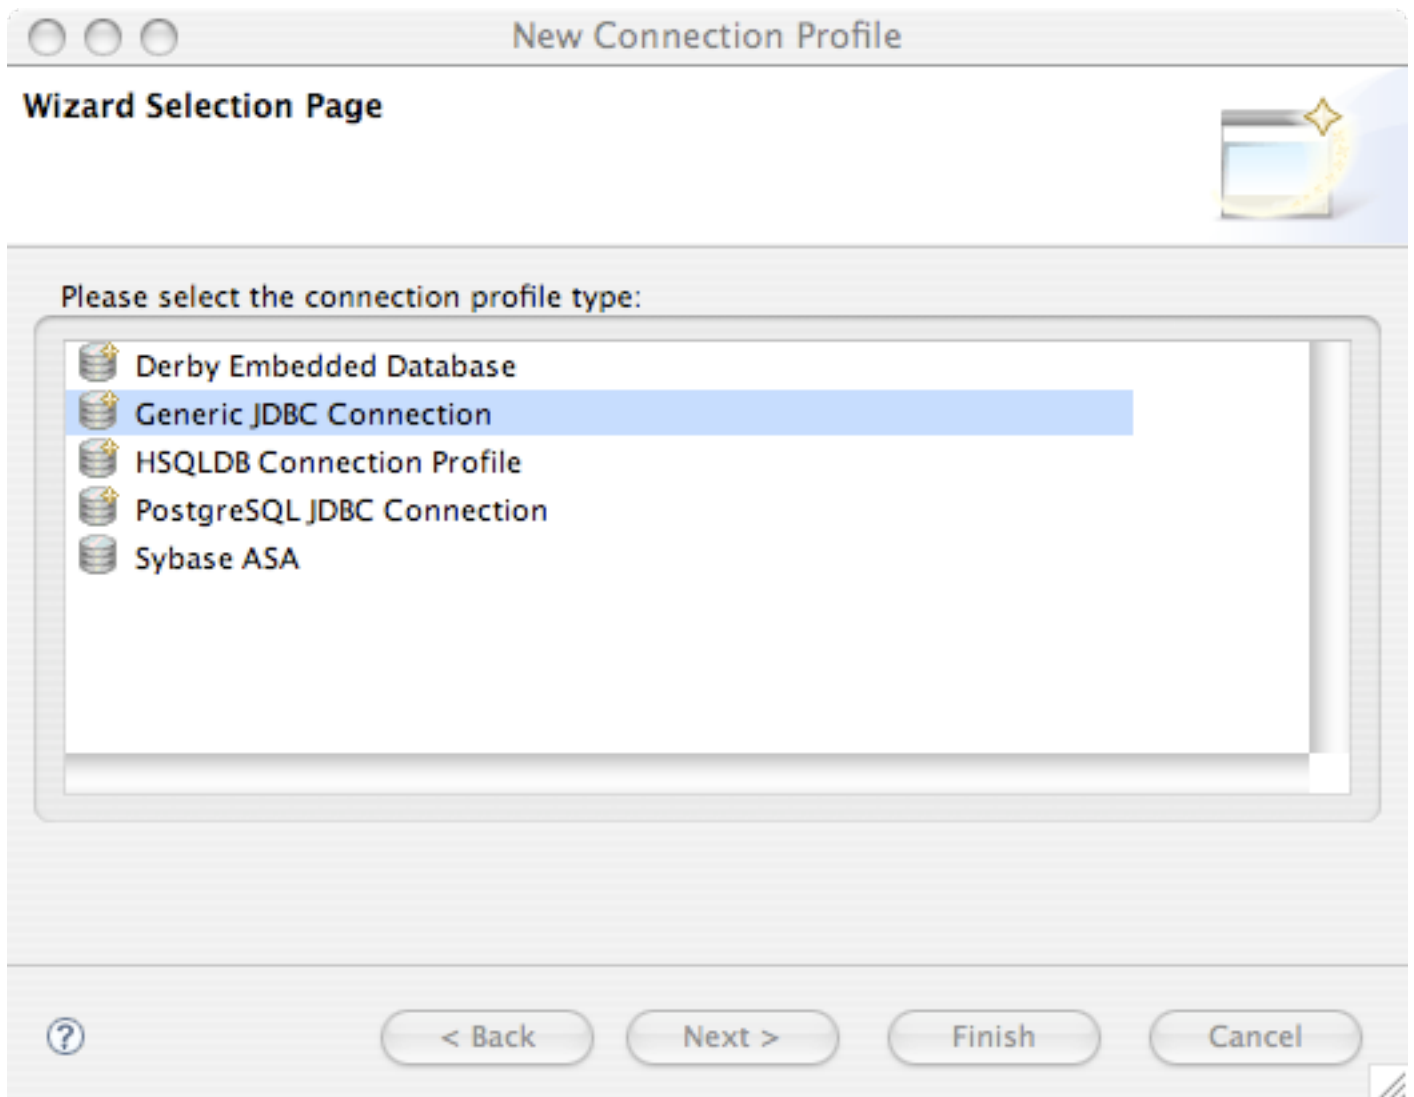 New Connection Profile
Wizard Selection Page
Please select the connection profile type:
Derby Embedded Database
Generic JDBC Connection
HSQLDB Connection Profile
PostgreSQL JDBC Connection
Sybase ASA
? < Back Next > Finish Cancel